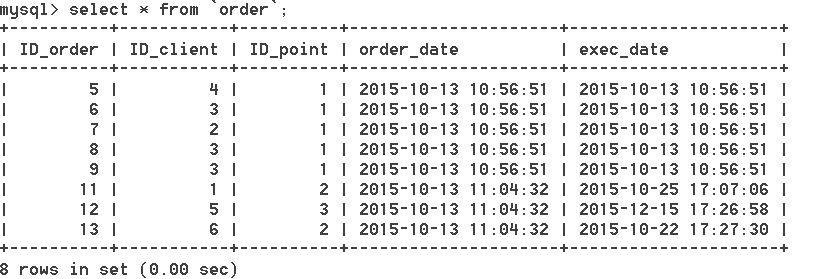 mysql> select * from `order`;
+----------+-----------+----------+---------------------+---------------------+
| ID_order | ID_client | ID_point | order_date          | exec_date           |
+----------+-----------+----------+---------------------+---------------------+
|        5 |         4 |        1 | 2015-10-13 10:56:51 | 2015-10-13 10:56:51 |
|        6 |         3 |        1 | 2015-10-13 10:56:51 | 2015-10-13 10:56:51 |
|        7 |         2 |        1 | 2015-10-13 10:56:51 | 2015-10-13 10:56:51 |
|        8 |         3 |        1 | 2015-10-13 10:56:51 | 2015-10-13 10:56:51 |
|        9 |         3 |        1 | 2015-10-13 10:56:51 | 2015-10-13 10:56:51 |
|       11 |         1 |        2 | 2015-10-13 11:04:32 | 2015-10-25 17:07:06 |
|       12 |         5 |        3 | 2015-10-13 11:04:32 | 2015-12-15 17:26:58 |
|       13 |         6 |        2 | 2015-10-13 11:04:32 | 2015-10-22 17:27:30 |
+----------+-----------+----------+---------------------+---------------------+
8 rows in set (0.00 sec)